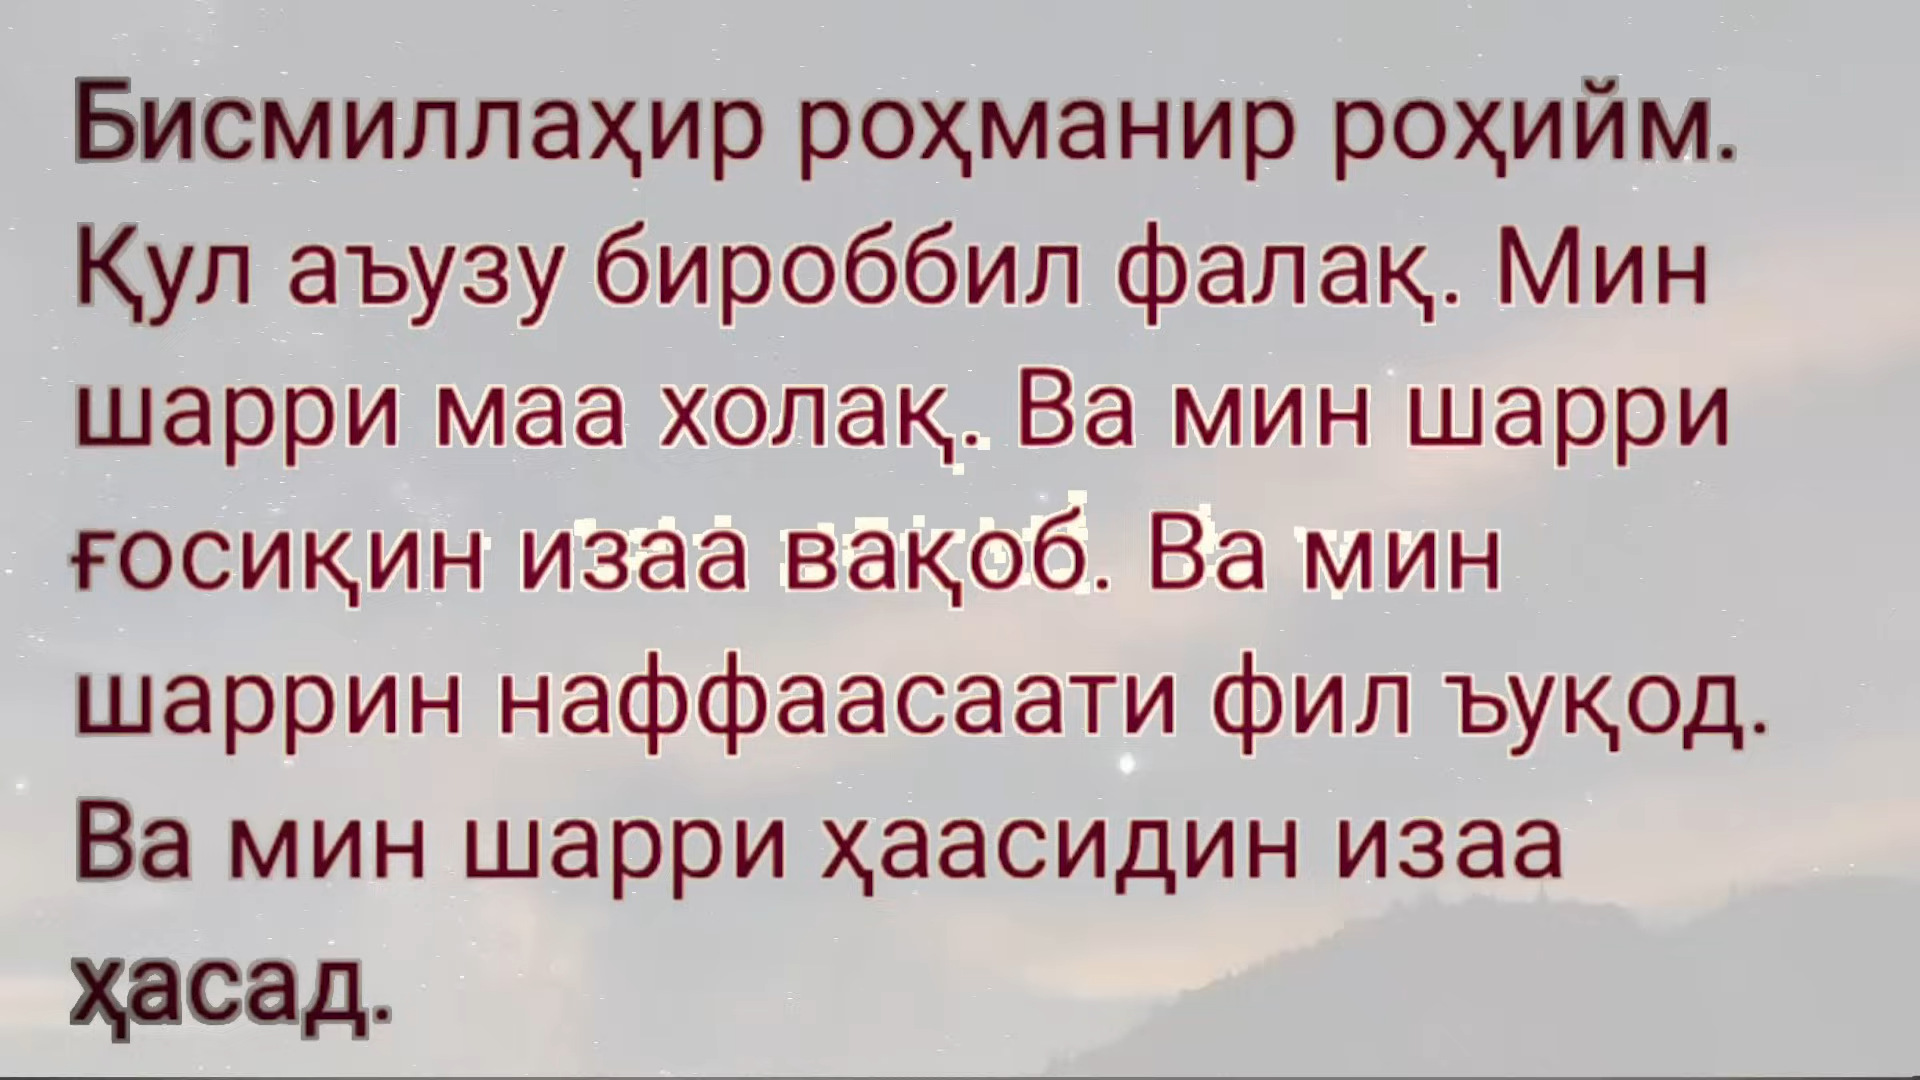 Бисмиллаҳир роҳманир роҳийм.
Қул аъузу бироббил фалақ. Мин
шарри маа холақ. Ва мин шарри
ғосиқин изаа вақоб. Ва мин
шаррин наффаасаати фил ъуқод.
Ва мин шарри ҳаасидин изаа
ҳасад.